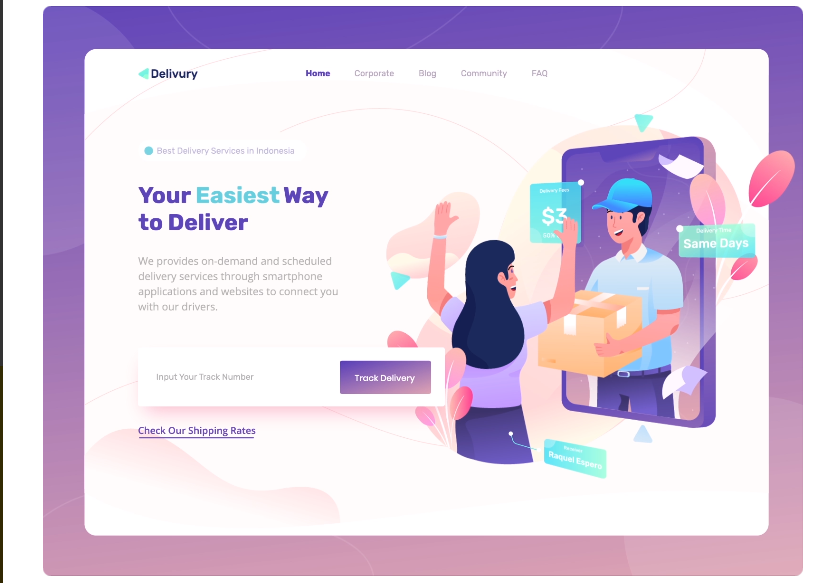 Delivury
Home Corporate Blog Community FAQ
Best Delivery Services in Indonesia
Your Easiest Way
to Deliver
We provides on-demand and scheduled
delivery services through smartphone
applications and websites to connect you
with our drivers.
Input Your Track Number
Track Delivery
Check Our Shipping Rates
Delivery Fees
$3
Delivery Time
Same Days
Raquel Espero